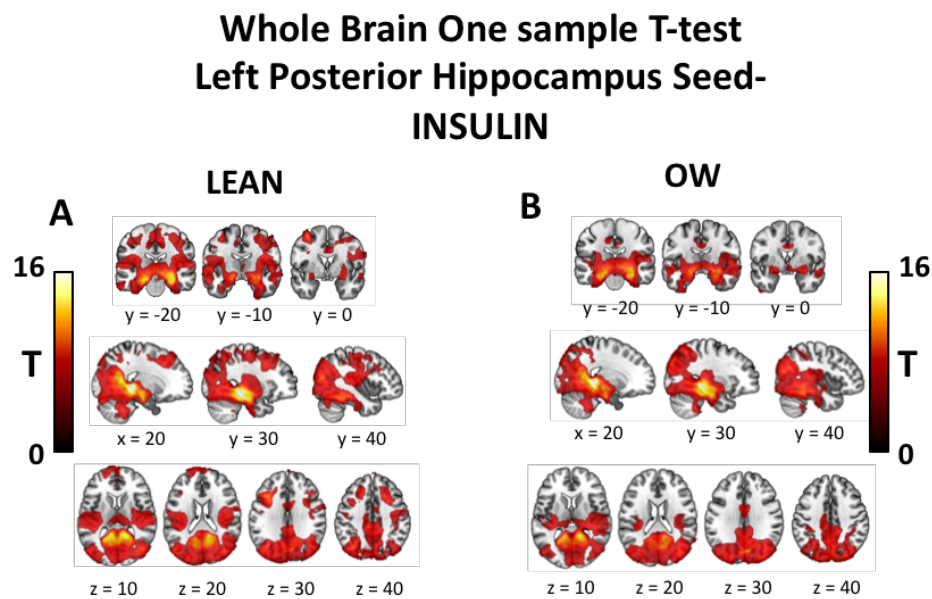 Whole Brain One sample T-test
Left Posterior Hippocampus Seed-
INSULIN
LEAN
A
16
T
0
y = -20 y = -10 y = 0
x = 20 y = 30 y = 40
z = 10 z = 20 z = 30 z = 40
OW
B
y = -20 y = -10 y = 0
x = 20 y = 30 y = 40
z = 10 z = 20 z = 30 z = 40
16
T
0